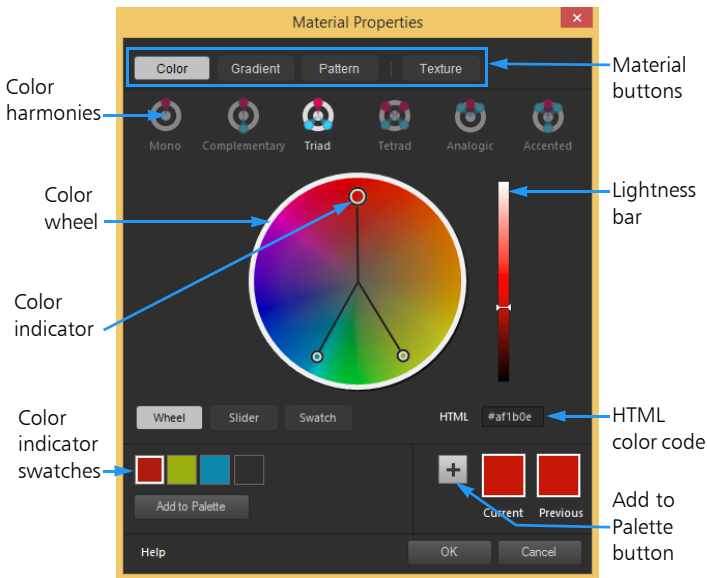 Material Properties
Color Gradient Pattern Texture
Material
buttons
Color
harmonies
Mono Complementary Triad Tetrad Analogic Accented
Color
wheel
Lightness
bar
Color
indicator
Wheel Slider Swatch
HTML #af1b0e
HTML
color code
Color
indicator
swatches
Add to Palette
Current Previous
Add to
Palette
button
Help
OK Cancel